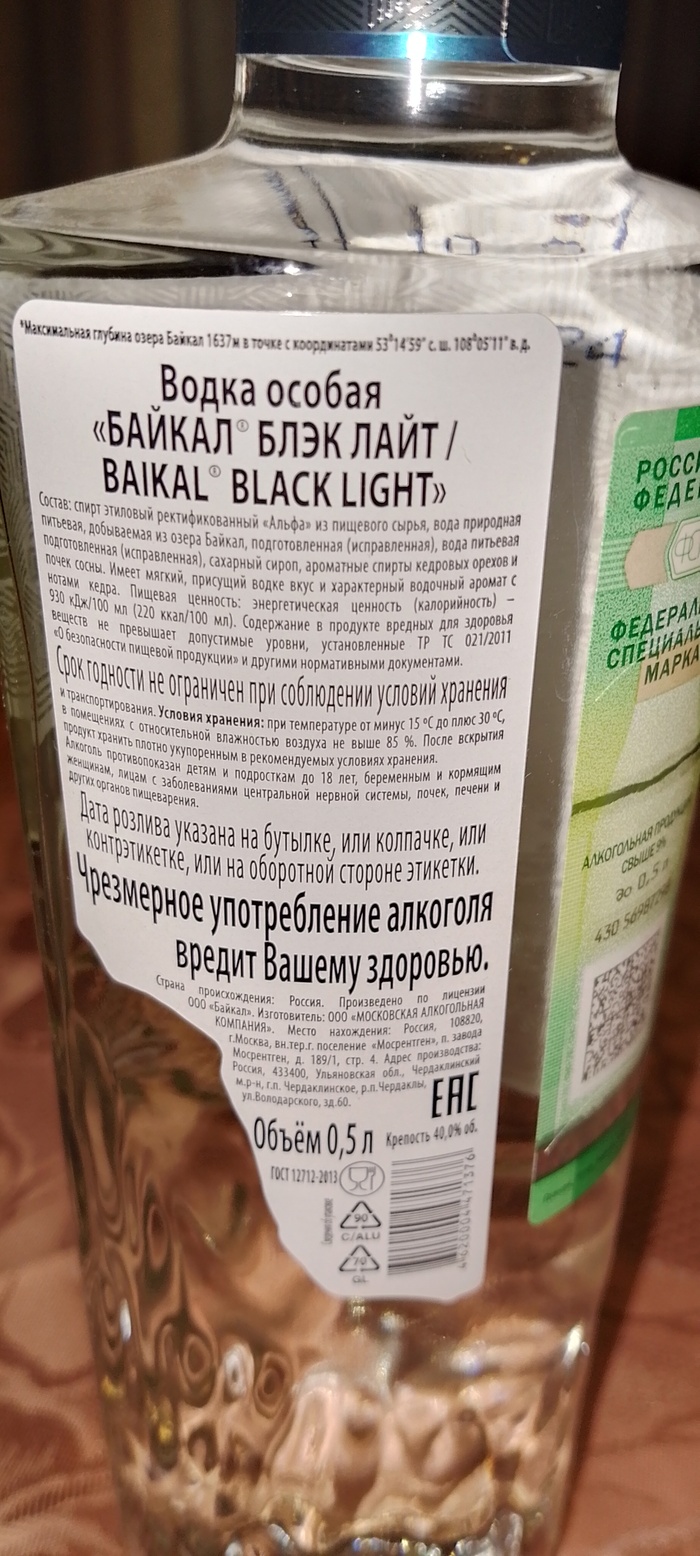 *Максимальная глубина озера Байкал 1637м в точке с координатами 53°14'59" с. ш. 108°05'11" в.д.
Водка особая
«БАЙКАЛ® БЛЭК ЛАЙТ /
BAIKAL® BLACK LIGHT»
Состав: спирт этиловый ректификованный «Альфа» из пищевого сырья, вода природная
питьевая, добываемая из озера Байкал, подготовленная (исправленная), вода питьевая
подготовленная (исправленная), сахарный сироп, ароматные спирты кедровых орехов и
почек сосны. Имеет мягкий, присущий водке вкус и характерный водочный аромат с
нотами кедра. Пищевая ценность: энергетическая ценность (калорийность) –
930 кДж/100 мл (220 ккал/100 мл). Содержание в продукте вредных для здоровья
веществ не превышает допустимые уровни, установленные ТР ТС 021/2011
«О безопасности пищевой продукции» и другими нормативными документами.
Срок годности не ограничен при соблюдении условий хранения
и транспортирования. Условия хранения: при температуре от минус 15 ºС до плюс 30 ºС,
в помещениях с относительной влажностью воздуха не выше 85 %. После вскрытия
продукт хранить плотно укупоренным в рекомендуемых условиях хранения.
Алкоголь противопоказан детям и подросткам до 18 лет, беременным и кормящим
женщинам, лицам с заболеваниями центральной нервной системы, почек, печени и
других органов пищеварения.
Дата розлива указана на бутылке, или колпачке, или
контрэтикетке, или на оборотной стороне этикетки.
Чрезмерное употребление алкоголя
вредит Вашему здоровью.
Страна происхождения: Россия. Произведено по лицензии
ООО «Байкал». Изготовитель: ООО «МОСКОВСКАЯ АЛКОГОЛЬНАЯ
КОМПАНИЯ». Место нахождения: Россия, 108820,
г.Москва, вн.тер.г. поселение «Мосрентген», п. завода
Мосрентген, д. 189/1, стр. 4. Адрес производства:
Россия, 433400, Ульяновская обл., Чердаклинский
м.р-н, г.п. Чердаклинское, р.п.Чердаклы,
ул.Володарского, зд.60.
ЕАС
Объём 0,5 л Крепость 40,0% об.
ГОСТ 12712-2013
90
C/ALU
70
GL
РОССИ
ФЕДЕ
ФЕДЕРАЛЬ
СПЕЦИАЛЬ
МАРКА
АЛКОГОЛЬНАЯ ПРОДУК
СВЫШЕ 9%
до 0,5 л